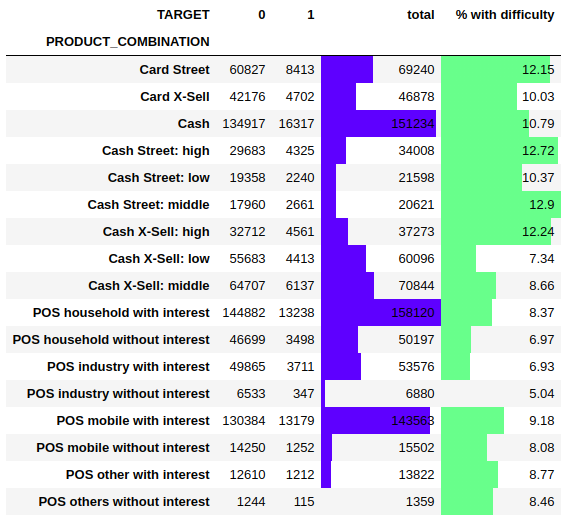 TARGET 0 1 total % with difficulty
PRODUCT_COMBINATION
Card Street 60827 8413 69240 12.15
Card X-Sell 42176 4702 46878 10.03
Cash 134917 16317 151234 10.79
Cash Street: high 29683 4325 34008 12.72
Cash Street: low 19358 2240 21598 10.37
Cash Street: middle 17960 2661 20621 12.9
Cash X-Sell: high 32712 4561 37273 12.24
Cash X-Sell: low 55683 4413 60096 7.34
Cash X-Sell: middle 64707 6137 70844 8.66
POS household with interest 144882 13238 158120 8.37
POS household without interest 46699 3498 50197 6.97
POS industry with interest 49865 3711 53576 6.93
POS industry without interest 6533 347 6880 5.04
POS mobile with interest 130384 13179 143563 9.18
POS mobile without interest 14250 1252 15502 8.08
POS other with interest 12610 1212 13822 8.77
POS others without interest 1244 115 1359 8.46